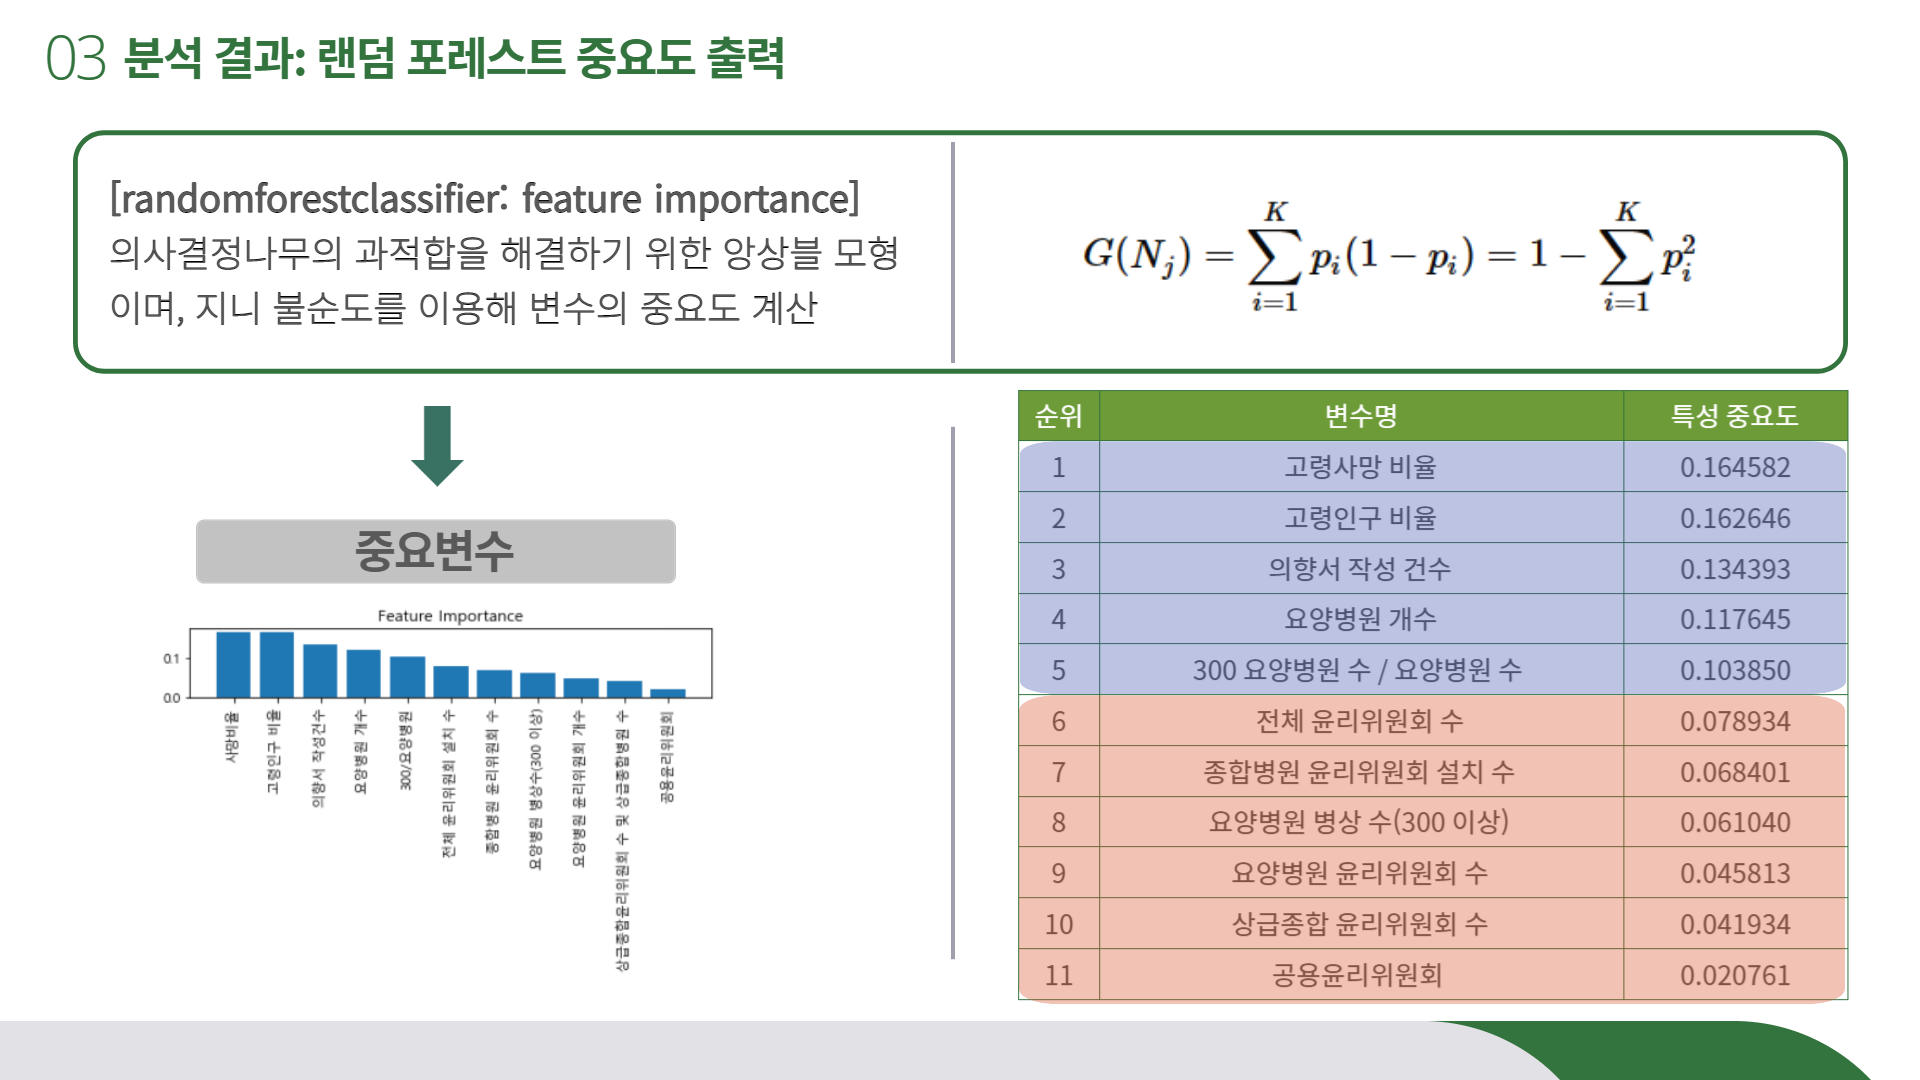 03 분석 결과: 랜덤 포레스트 중요도 출력
[randomforestclassifier: feature importance]
의사결정나무의 과적합을 해결하기 위한 앙상블 모형
이며, 지니 불순도를 이용해 변수의 중요도 계산
G(N_j) = ∑_{i=1}^{K} p_i(1 − p_i) = 1 − ∑_{i=1}^{K} p_i^2
중요변수
Feature Importance
0.1
0.0
사망비율
고령인구 비율
의향서 작성건수
요양병원 개수
300/요양병원
전체 윤리위원회 설치 수
종합병원 윤리위원회 수
요양병원 병상수(300 이상)
요양병원 윤리위원회 개수
상급종합윤리위원회 수 및 상급종합병원 수
공용윤리위원회
순위 변수명 특성 중요도
1 고령사망 비율 0.164582
2 고령인구 비율 0.162646
3 의향서 작성 건수 0.134393
4 요양병원 개수 0.117645
5 300 요양병원 수 / 요양병원 수 0.103850
6 전체 윤리위원회 수 0.078934
7 종합병원 윤리위원회 설치 수 0.068401
8 요양병원 병상 수(300 이상) 0.061040
9 요양병원 윤리위원회 수 0.045813
10 상급종합 윤리위원회 수 0.041934
11 공용윤리위원회 0.020761